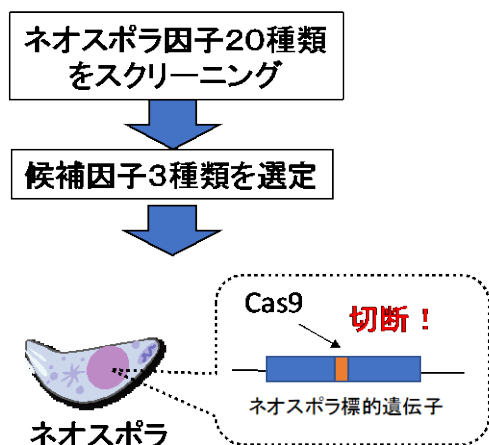 ネオスポラ因子20種類
をスクリーニング
候補因子３種類を選定
Cas9
切断！
ネオスポラ標的遺伝子
ネオスポラ